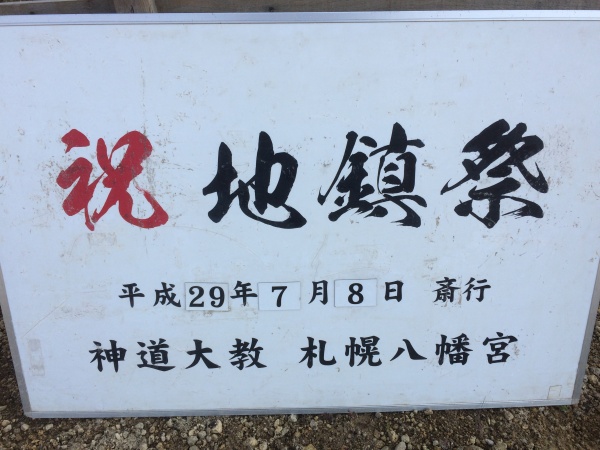 祝 地鎮祭
平成29年7月8日 斎行
神道大教 札幌八幡宮